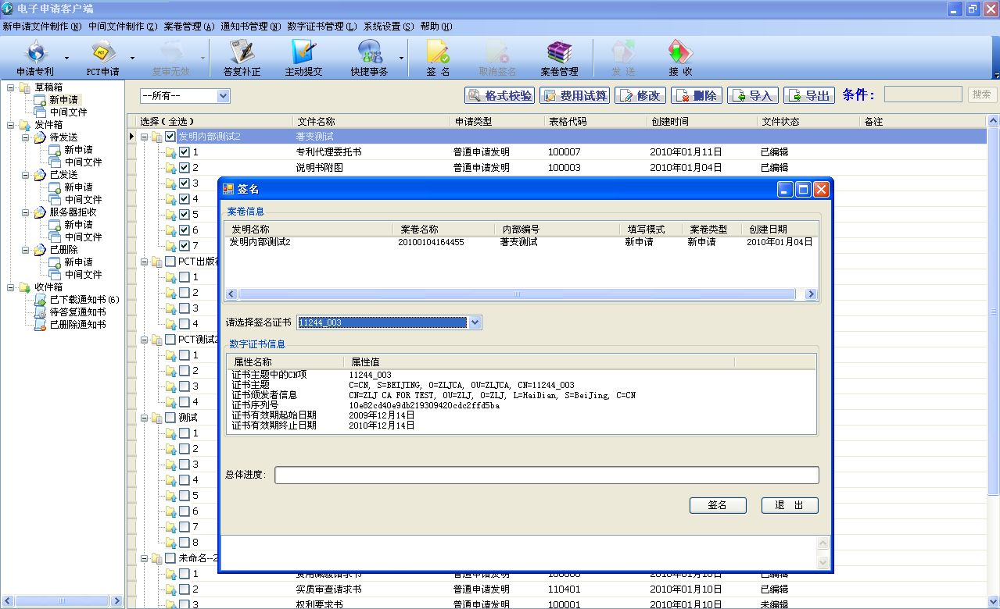 电子申请客户端
新申请文件制作(N) 中间文件制作(Z) 案卷管理(A) 通知书管理(N) 数字证书管理(L) 系统设置(S) 帮助(H)
申请专利 PCT申请 复审无效 答复补正 主动提交 快捷事务 签 名 取消签名 案卷管理 发 送 接 收
草稿箱
新申请
中间文件
发件箱
待发送
新申请
中间文件
已发送
新申请
中间文件
服务器拒收
新申请
中间文件
已删除
新申请
中间文件
收件箱
已下载通知书(6)
待答复通知书
已删除通知书
--所有-- 格式校验 费用试算 修改 删除 导入 导出 条件: 搜索
选择(全选) 文件名称 申请类型 表格代码 创建时间 文件状态 备注
发明内部测试2 著变测试
1 专利代理委托书 普通申请发明 100007 2010年01月11日 已编辑
2 说明书附图 普通申请发明 100003 2010年01月04日 已编辑
3
4
5
6
7
PCT出版
1
2
3
4
PCT测试2
1
2
3
4
测试
1
2
3
4
5
6
7
8
未命名--2
1 费用减缓请求书 普通申请发明 100008 2010年01月10日 已编辑
2 实质审查请求书 普通申请发明 110401 2010年01月10日 已编辑
3 权利要求书 普通申请发明 100001 2010年01月10日 未编辑
签名
案卷信息
发明名称 案卷名称 内部编号 填写模式 案卷类型 创建日期
发明内部测试2 20100104164455 著变测试 新申请 新申请 2010年01月04日
请选择签名证书 11244_003
数字证书信息
属性名称 属性值
证书主题中的CN项 11244_003
证书主题 C=CN, S=BEIJING, O=ZLJCA, OU=ZLJCA, CN=11244_003
证书颁发者信息 CN=ZLJ CA FOR TEST, OU=ZLJ, O=ZLJ, L=HaiDian, S=BeiJing, C=CN
证书序列号 10e82cd40e9db219309420cdc2ffd5ba
证书有效期起始日期 2009年12月14日
证书有效期终止日期 2010年12月14日
总体进度:
签名 退 出